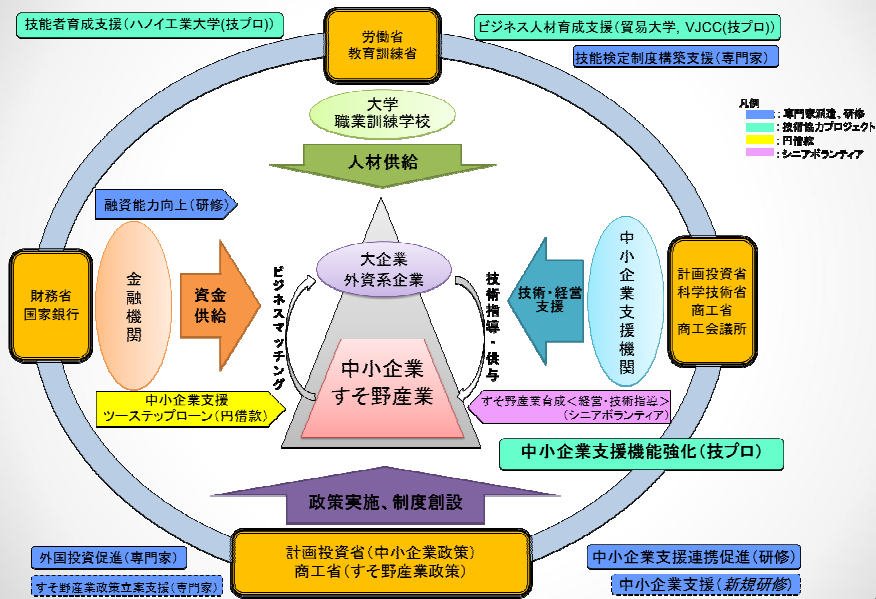 技能者育成支援(ハノイ工業大学(技プロ))
労働省
教育訓練省
ビジネス人材育成支援(貿易大学, VJCC(技プロ))
技能検定制度構築支援(専門家)
大学
職業訓練学校
凡例
:専門家派遣、研修
:技術協力プロジェクト
:円借款
:シニアボランティア
人材供給
融資能力向上(研修)
財務省
国家銀行
金融機関
資金
供給
ビジネスマッチング
大企業
外資系企業
技術指導・供与
技術・経営
支援
中小企業支援機関
計画投資省
科学技術省
商工省
商工会議所
中小企業
すそ野産業
中小企業支援
ツーステップローン(円借款)
すそ野産業育成<経営・技術指導>
(シニアボランティア)
中小企業支援機能強化(技プロ)
政策実施、制度創設
外国投資促進(専門家)
すそ野産業政策立案支援(専門家)
計画投資省(中小企業政策)
商工省(すそ野産業政策)
中小企業支援連携促進(研修)
中小企業支援(新規研修)